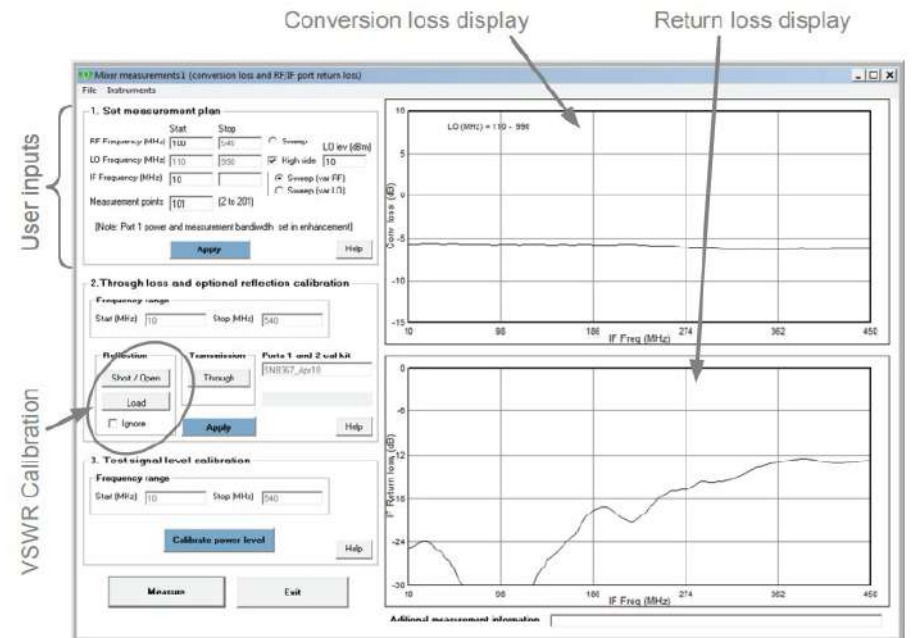 Conversion loss display
Return loss display
User inputs
VSWR Calibration
Mixer measurements1 (conversion loss and RF/IF port return loss)
File Instruments
1. Set measurement plan
Start Stop
RF Frequency (MHz) 100 540 Sweep LO lev (dBm)
LO Frequency (MHz) 110 990 High side 10
IF Frequency (MHz) 10 Sweep (var RF)
Sweep (var LO)
Measurement points 101 (2 to 201)
[Note: Port 1 power and measurement bandwidth set in enhancement]
Apply Help
2.Through loss and optional reflection calibration
Frequency range
Start (MHz) 10 Stop (MHz) 540
Reflection Transmission Ports 1 and 2 cal kit
Short / Open Through SN8367_Apr10
Load
Ignore Apply Help
3. Test signal level calibration
Frequency range
Start (MHz) 10 Stop (MHz) 540
Calibrate power level
Help
Measure Exit
LO (MHz) = 110 - 990
Conv loss (dB)
10
5
0
-5
-10
-15
10 98 186 274 362 450
IF Freq (MHz)
IF Return loss (dB)
0
-6
-12
-18
-24
-30
10 98 186 274 362 450
IF Freq (MHz)
Aditional measurement information